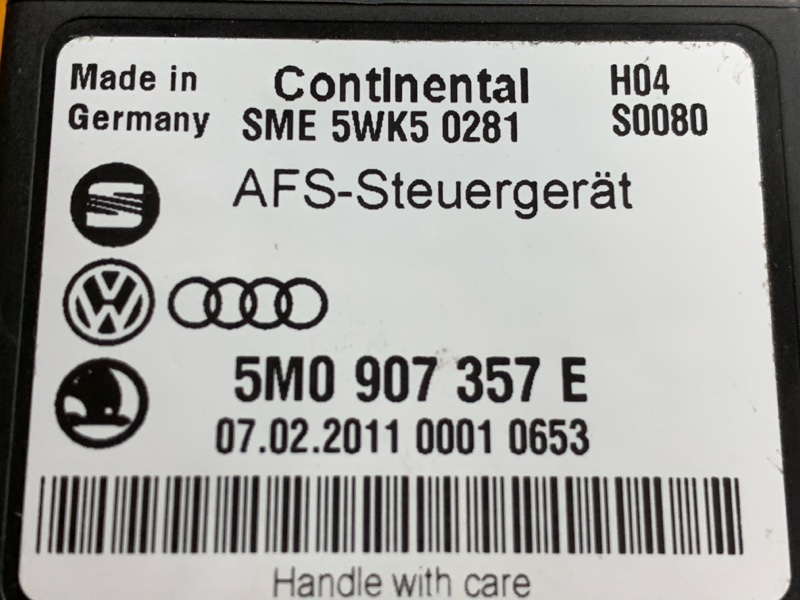 Made in Continental H04
Germany SME 5WK5 0281 S0080
AFS-Steuergerät
5M0 907 357 E
07.02.2011 0001 0653
Handle with care